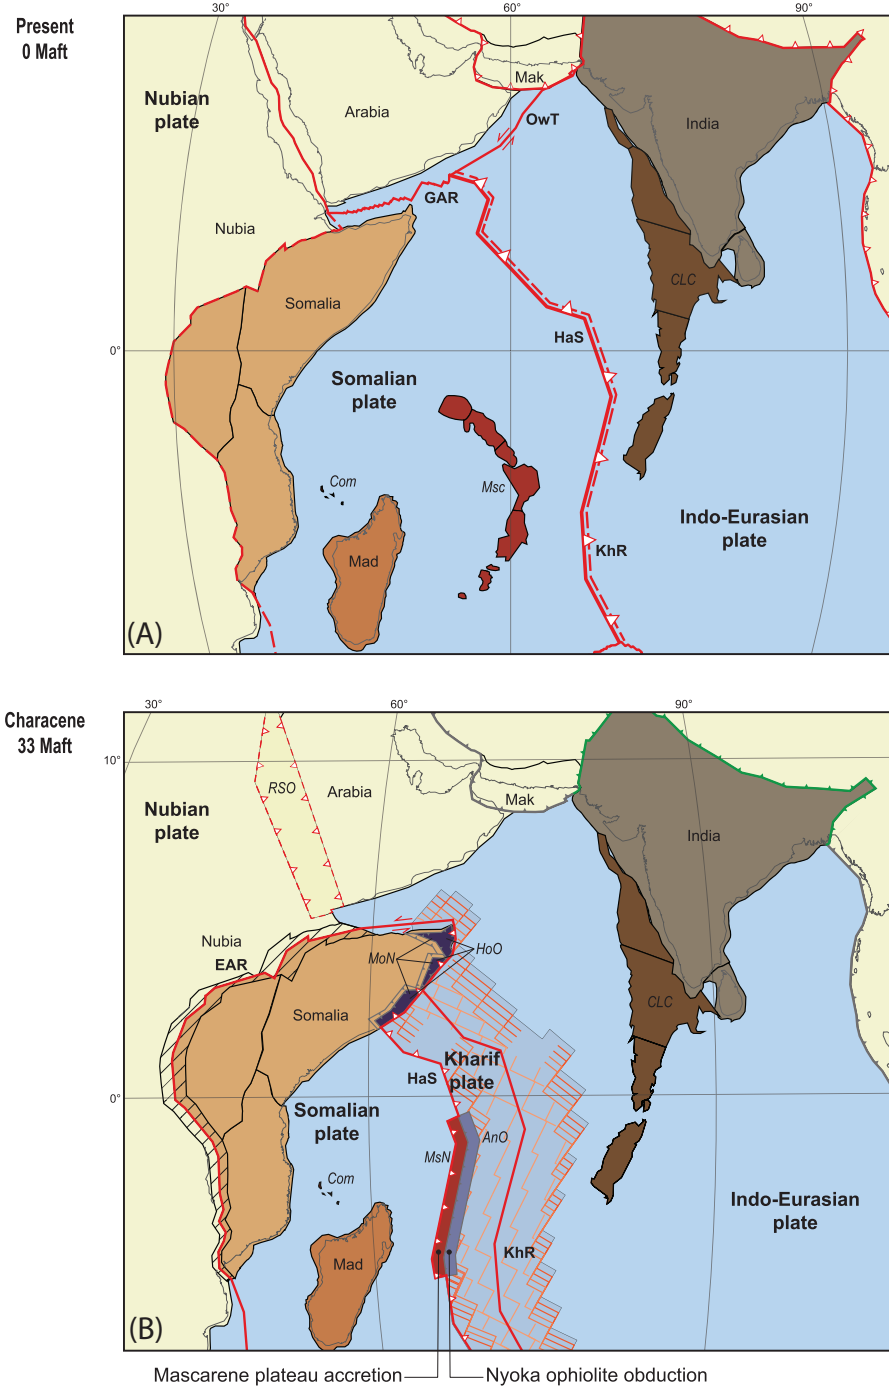 Present
0 Maft
30°
60°
90°
Nubian
plate
Arabia
Mak
OwT
India
GAR
Nubia
Somalia
CLC
HaS
0°
Somalian
plate
Com
Msc
Indo-Eurasian
plate
Mad
KhR
(A)
Characene
33 Maft
30°
60°
90°
10°
RSO
Arabia
Mak
Nubian
plate
India
Nubia
EAR
MoN
HoO
Somalia
CLC
Kharif
plate
HaS
0°
Somalian
plate
AnO
MsN
Com
Indo-Eurasian
plate
KhR
Mad
(B)
Mascarene plateau accretion
Nyoka ophiolite obduction